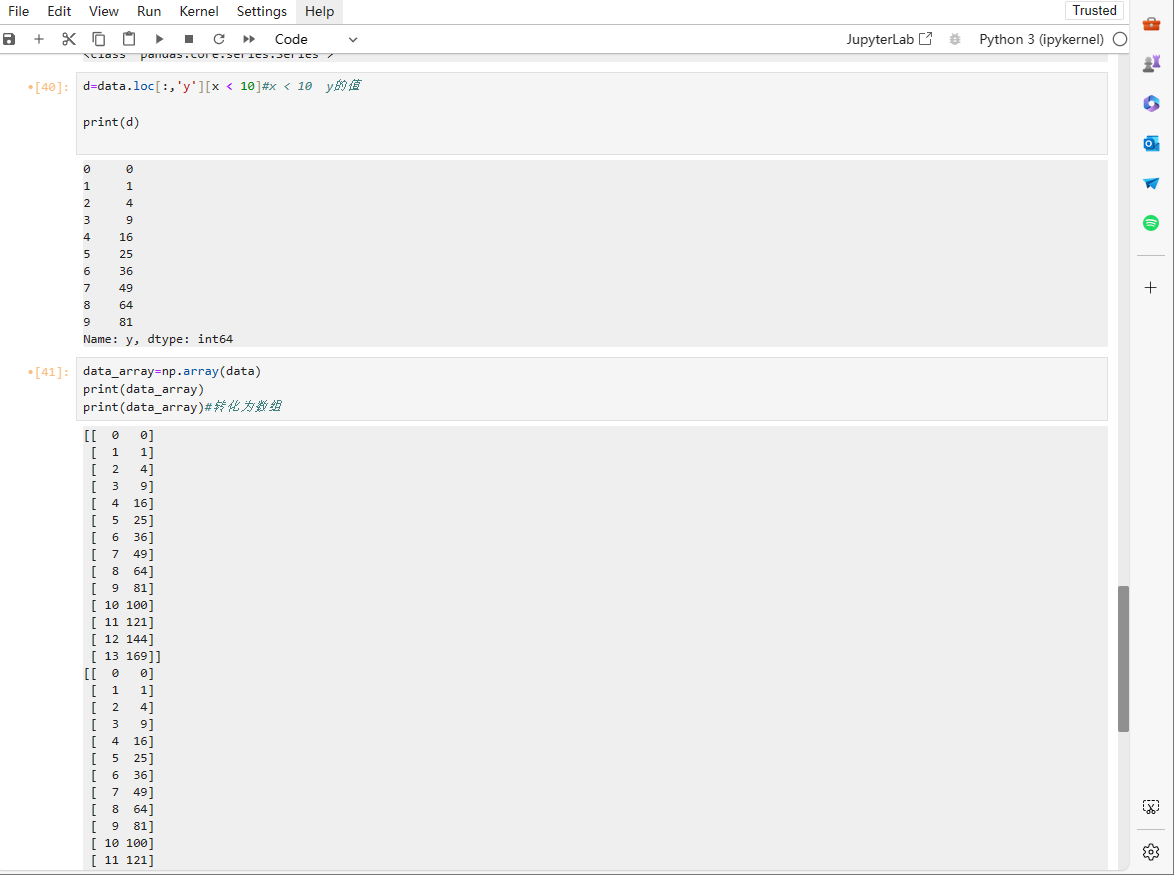 File Edit View Run Kernel Settings Help
Trusted
Code
JupyterLab
Python 3 (ipykernel)
<class 'pandas.core.series.Series'>
[40]:
d=data.loc[:,'y'][x < 10]#x < 10  y的值
print(d)
0     0
1     1
2     4
3     9
4    16
5    25
6    36
7    49
8    64
9    81
Name: y, dtype: int64
[41]:
data_array=np.array(data)
print(data_array)
print(data_array)#转化为数组
[[  0   0]
 [  1   1]
 [  2   4]
 [  3   9]
 [  4  16]
 [  5  25]
 [  6  36]
 [  7  49]
 [  8  64]
 [  9  81]
 [ 10 100]
 [ 11 121]
 [ 12 144]
 [ 13 169]]
[[  0   0]
 [  1   1]
 [  2   4]
 [  3   9]
 [  4  16]
 [  5  25]
 [  6  36]
 [  7  49]
 [  8  64]
 [  9  81]
 [ 10 100]
 [ 11 121]